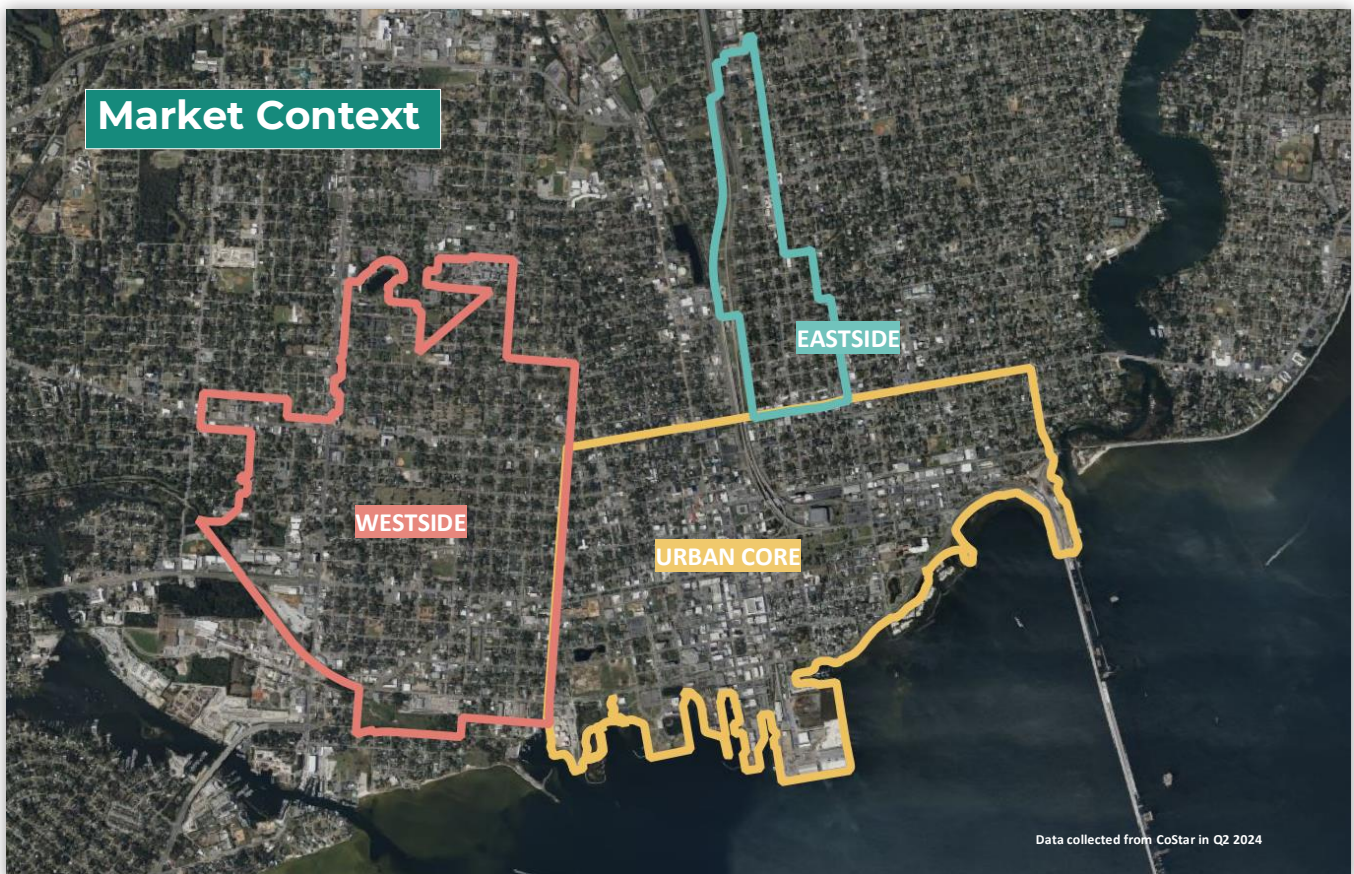 Market Context
EASTSIDE
WESTSIDE
URBAN CORE
Data collected from CoStar in Q2 2024